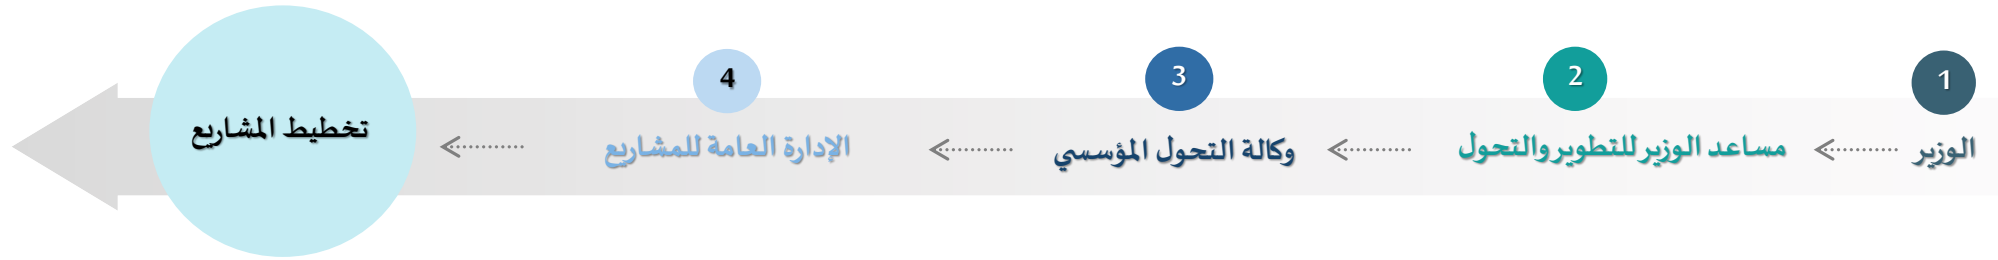 1
الوزير
2
مساعد الوزير للتطوير والتحول
3
وكالة التحول المؤسسي
4
الإدارة العامة للمشاريع
تخطيط المشاريع